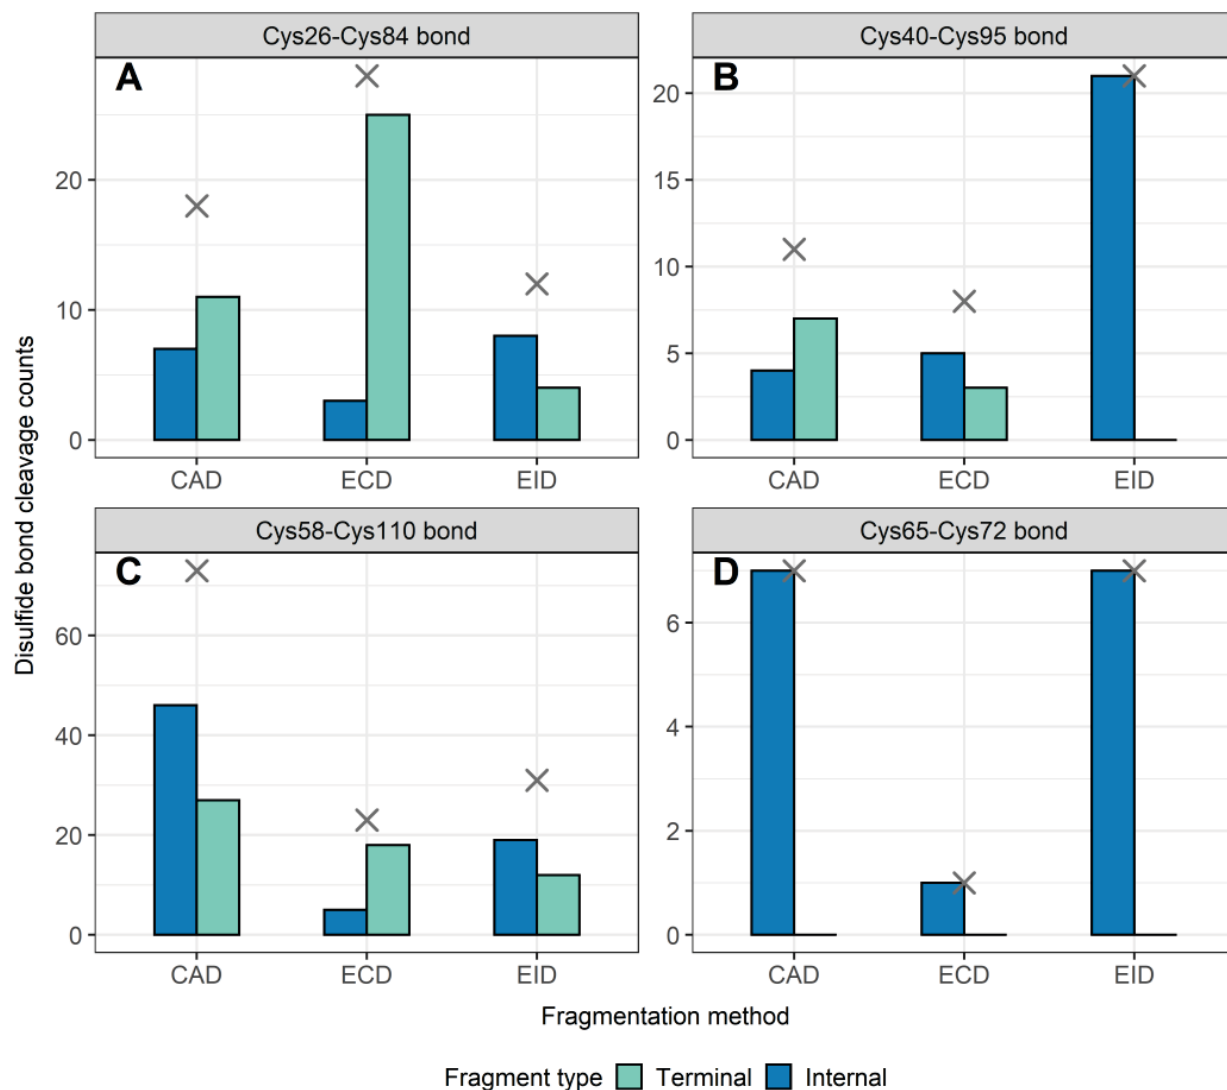 Cys26-Cys84 bond
Cys40-Cys95 bond
A
B
20
10
0
20
15
10
5
0
CAD ECD EID
CAD ECD EID
Cys58-Cys110 bond
Cys65-Cys72 bond
C
D
60
40
20
0
6
4
2
0
CAD ECD EID
CAD ECD EID
Disulfide bond cleavage counts
Fragmentation method
Fragment type Terminal Internal